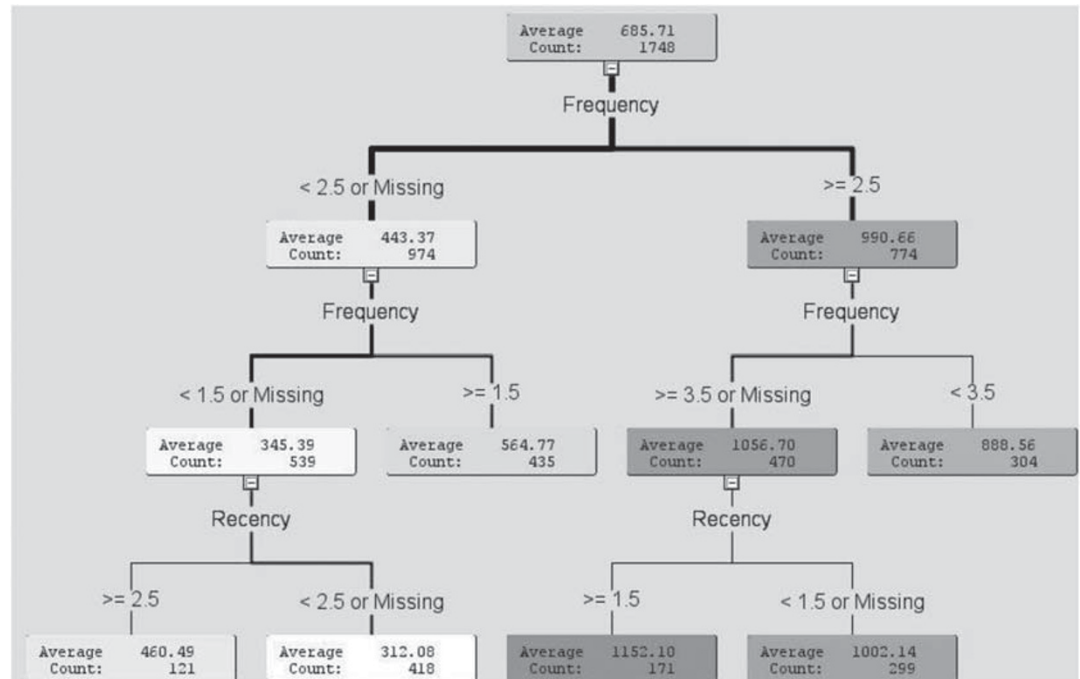 Average 685.71
Count: 1748
Frequency
< 2.5 or Missing
>= 2.5
Average 443.37
Count: 974
Average 990.66
Count: 774
Frequency
Frequency
< 1.5 or Missing
>= 1.5
>= 3.5 or Missing
< 3.5
Average 345.39
Count: 539
Average 564.77
Count: 435
Average 1056.70
Count: 470
Average 888.56
Count: 304
Recency
Recency
>= 2.5
< 2.5 or Missing
>= 1.5
< 1.5 or Missing
Average 460.49
Count: 121
Average 312.08
Count: 418
Average 1152.10
Count: 171
Average 1002.14
Count: 299